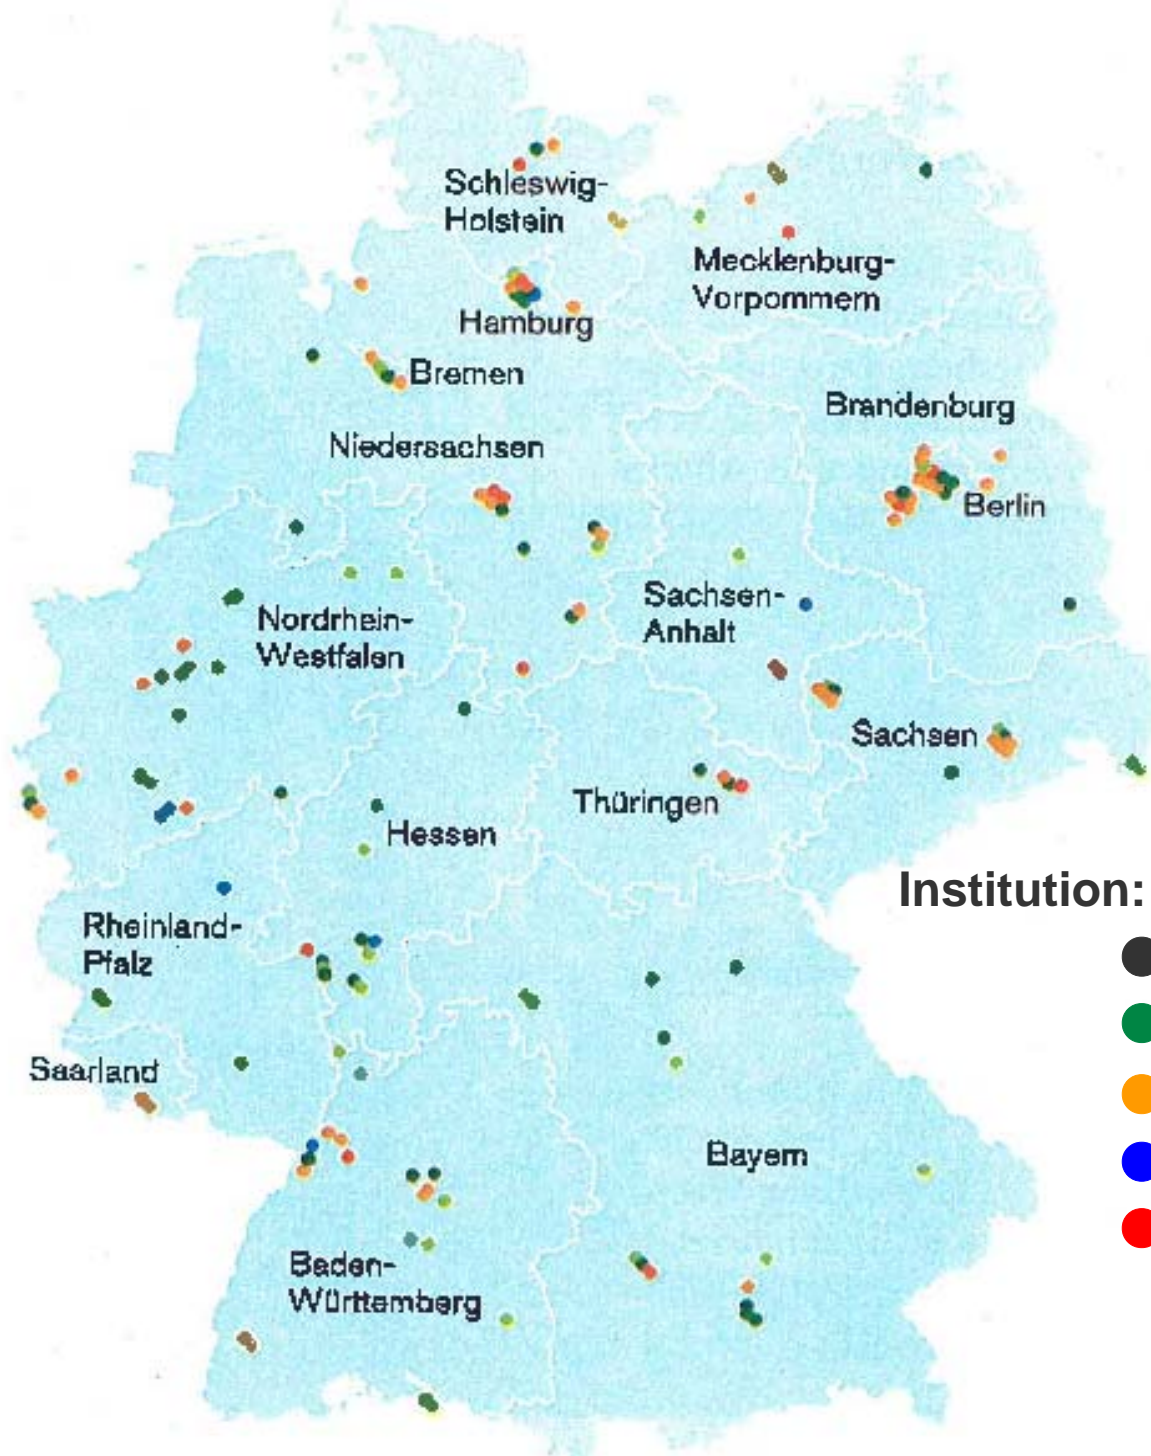 Schleswig-
Holstein
Mecklenburg-
Vorpommern
Hamburg
Bremen
Brandenburg
Niedersachsen
Berlin
Sachsen-
Anhalt
Nordrhein-
Westfalen
Sachsen
Thüringen
Hessen
Institution:
Rheinland-
Pfalz
Saarland
Bayern
Baden-
Württemberg